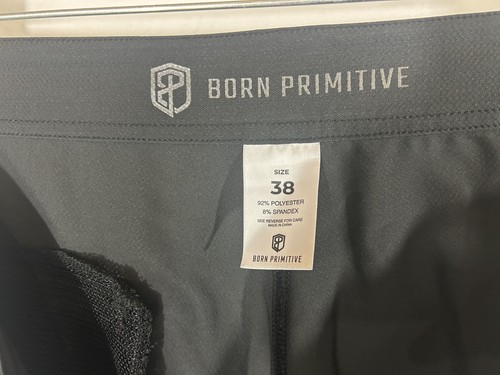 BORN PRIMITIVE
SIZE
38
92% POLYESTER
8% SPANDEX
SEE REVERSE FOR CARE
MADE IN CHINA
BORN PRIMITIVE